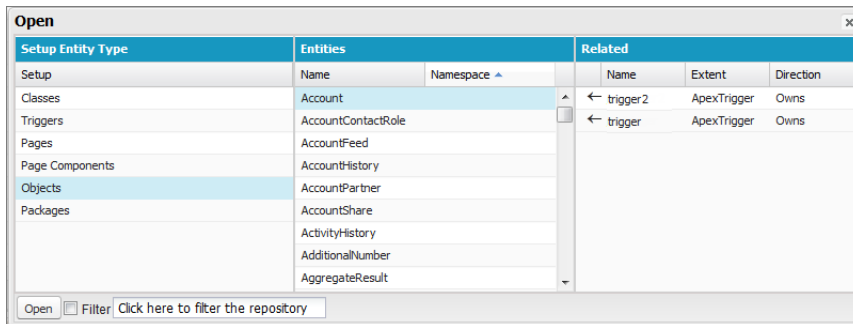 Open
Setup Entity Type Entities Related
Setup Name Namespace Name Extent Direction
Classes Account ← trigger2 ApexTrigger Owns
Triggers AccountContactRole ← trigger ApexTrigger Owns
Pages AccountFeed
Page Components AccountHistory
Objects AccountPartner
Packages AccountShare
ActivityHistory
AdditionalNumber
AggregateResult
Open Filter Click here to filter the repository